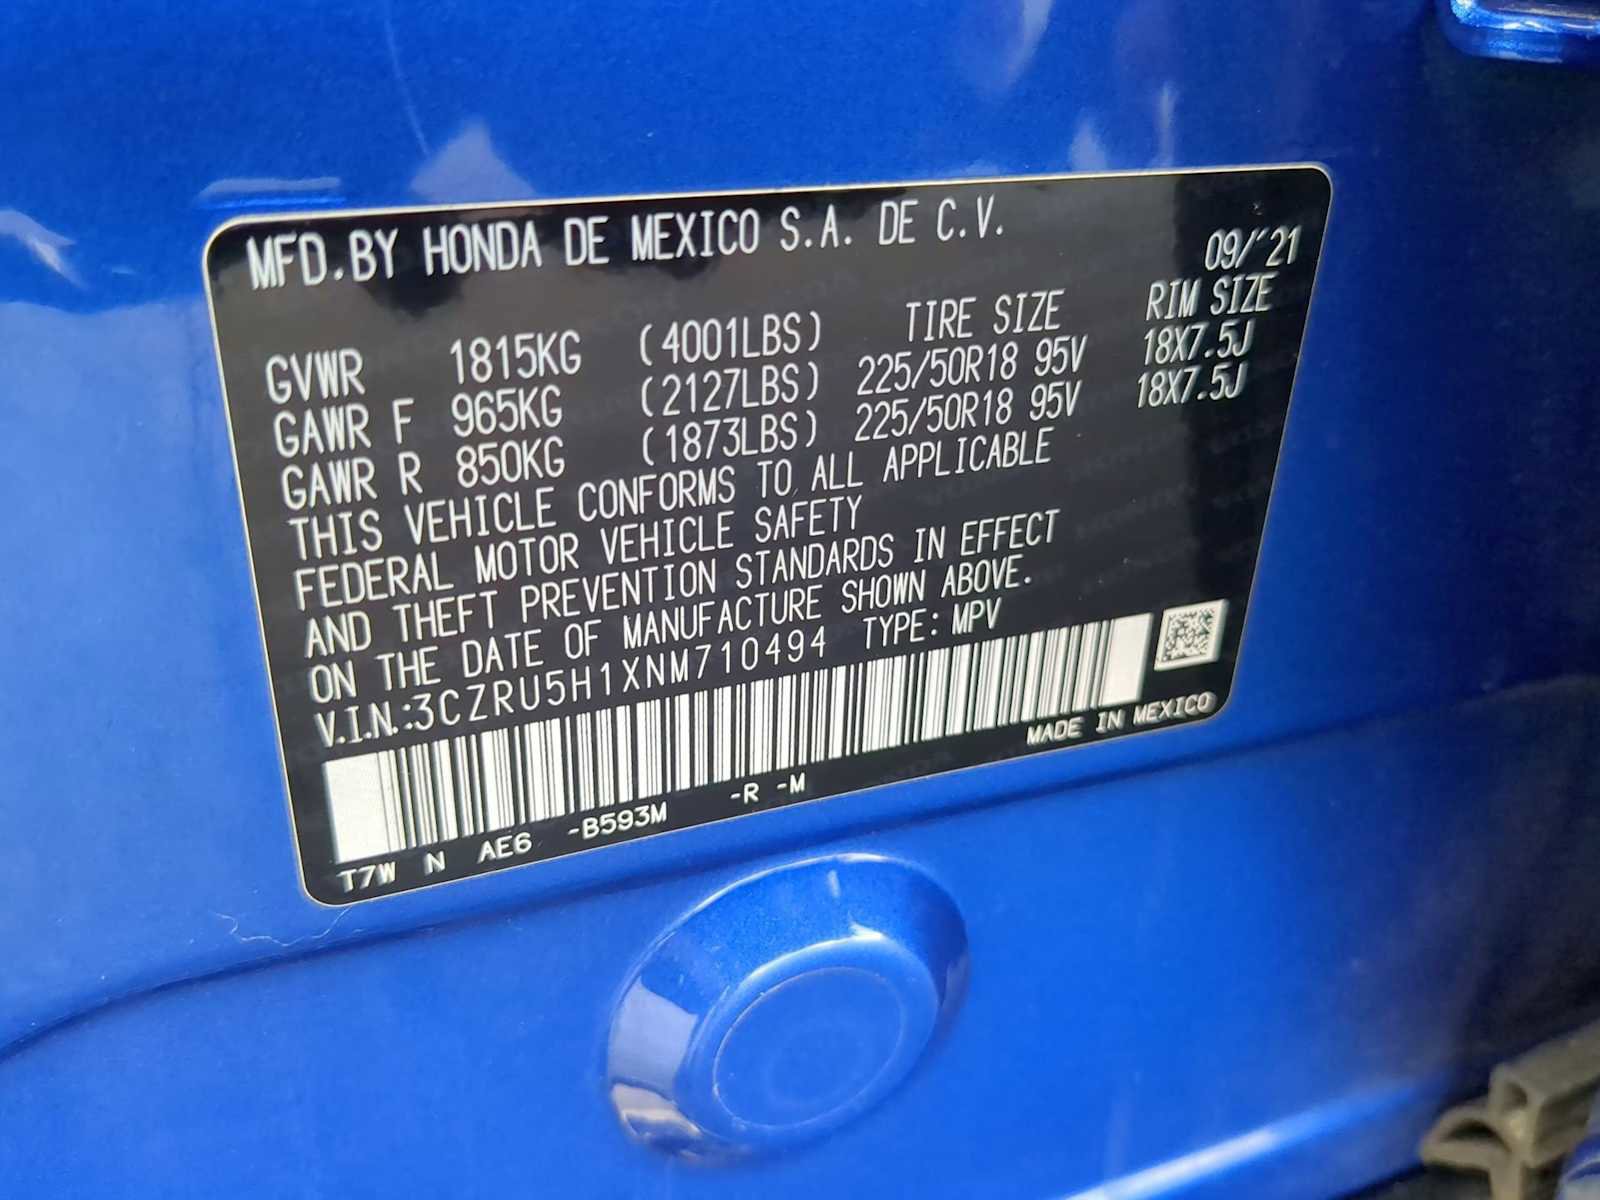 MFD.BY HONDA DE MEXICO S.A. DE C.V.
09/'21
TIRE SIZE RIM SIZE
GVWR 1815KG (4001LBS)
GAWR F 965KG (2127LBS) 225/50R18 95V 18X7.5J
GAWR R 850KG (1873LBS) 225/50R18 95V 18X7.5J
THIS VEHICLE CONFORMS TO ALL APPLICABLE
FEDERAL MOTOR VEHICLE SAFETY
AND THEFT PREVENTION STANDARDS IN EFFECT
ON THE DATE OF MANUFACTURE SHOWN ABOVE.
V.I.N.:3CZRU5H1XNM710494 TYPE: MPV
MADE IN MEXICO
T7W N AE6 -B593M -R -M